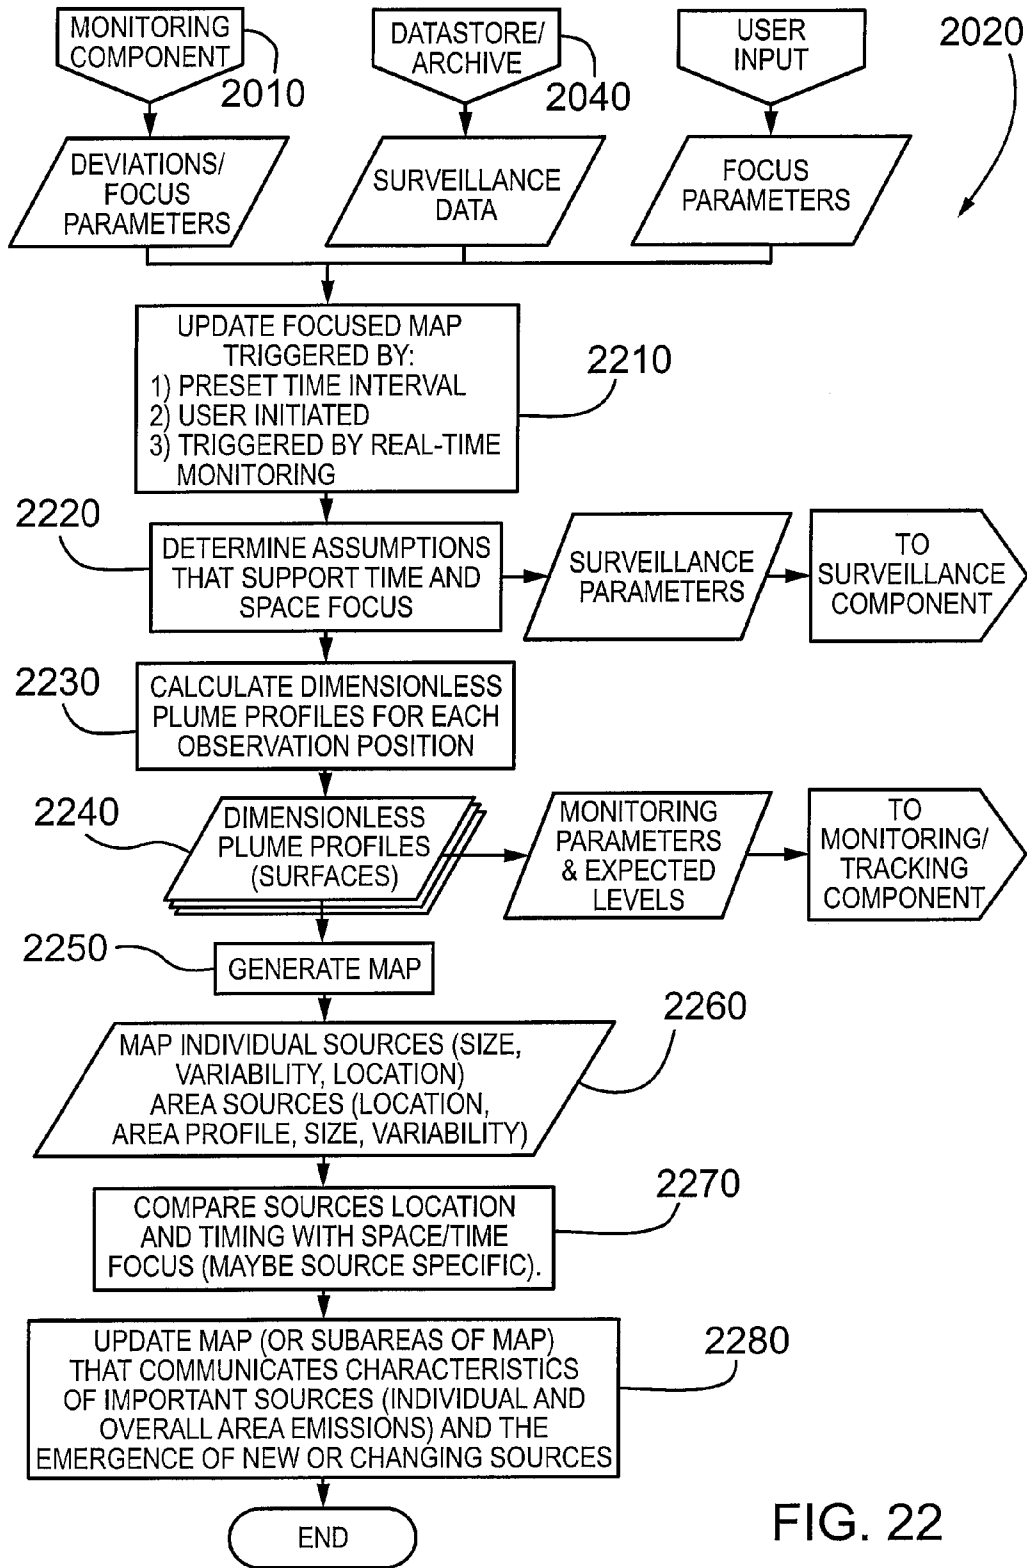 MONITORING
COMPONENT
2010
DATASTORE/
ARCHIVE
2040
USER
INPUT
2020
DEVIATIONS/
FOCUS
PARAMETERS
SURVEILLANCE
DATA
FOCUS
PARAMETERS
UPDATE FOCUSED MAP
TRIGGERED BY:
1) PRESET TIME INTERVAL
2) USER INITIATED
3) TRIGGERED BY REAL-TIME
MONITORING
2210
2220
DETERMINE ASSUMPTIONS
THAT SUPPORT TIME AND
SPACE FOCUS
SURVEILLANCE
PARAMETERS
TO
SURVEILLANCE
COMPONENT
2230
CALCULATE DIMENSIONLESS
PLUME PROFILES FOR EACH
OBSERVATION POSITION
2240
DIMENSIONLESS
PLUME PROFILES
(SURFACES)
MONITORING
PARAMETERS
& EXPECTED
LEVELS
TO
MONITORING/
TRACKING
COMPONENT
2250
GENERATE MAP
2260
MAP INDIVIDUAL SOURCES (SIZE,
VARIABILITY, LOCATION)
AREA SOURCES (LOCATION,
AREA PROFILE, SIZE, VARIABILITY)
2270
COMPARE SOURCES LOCATION
AND TIMING WITH SPACE/TIME
FOCUS (MAYBE SOURCE SPECIFIC).
2280
UPDATE MAP (OR SUBAREAS OF MAP)
THAT COMMUNICATES CHARACTERISTICS
OF IMPORTANT SOURCES (INDIVIDUAL AND
OVERALL AREA EMISSIONS) AND THE
EMERGENCE OF NEW OR CHANGING SOURCES
END
FIG. 22